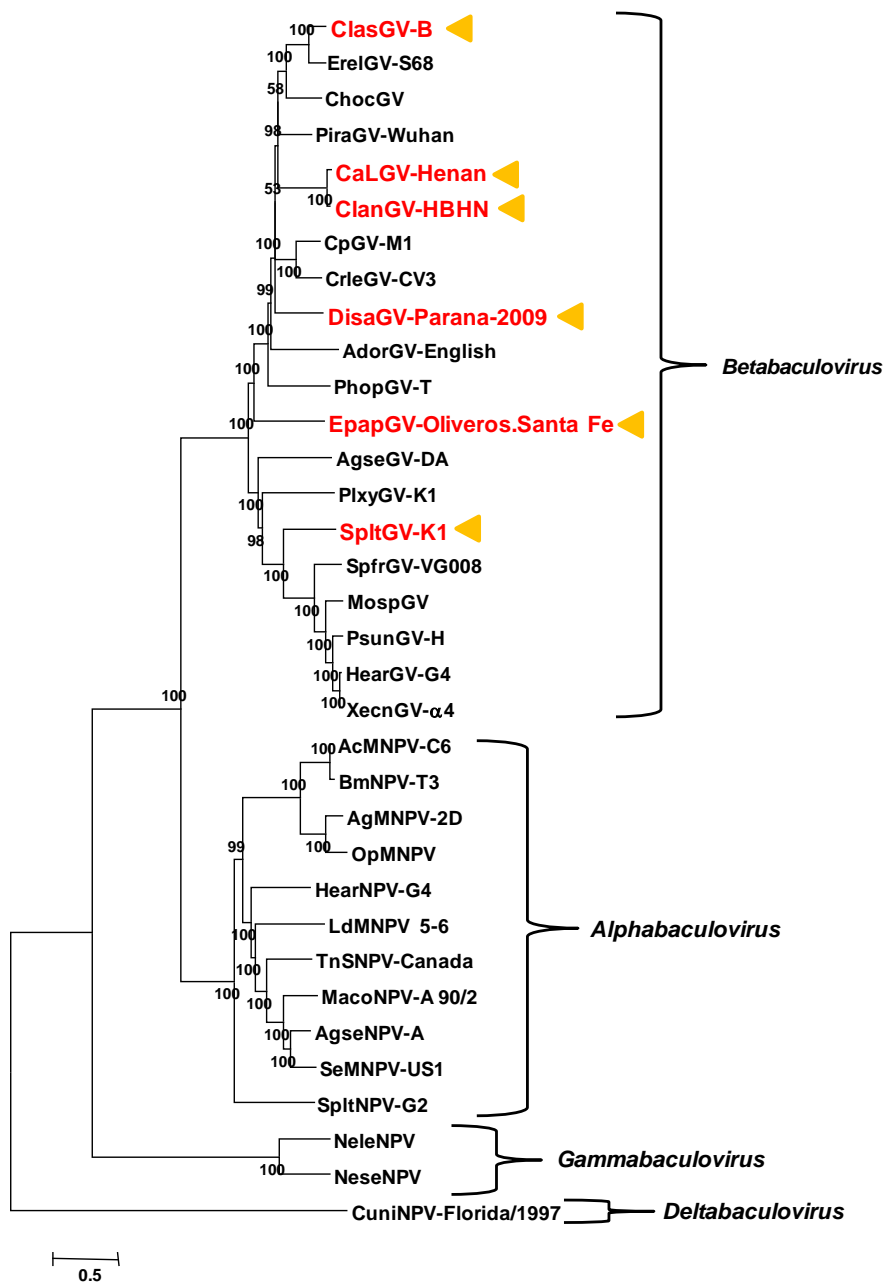 100
ClasGV-B
100
ErelGV-S68
58
ChocGV
98
PiraGV-Wuhan
53
CaLGV-Henan
100
ClanGV-HBHN
100
CpGV-M1
100
CrleGV-CV3
99
DisaGV-Parana-2009
100
AdorGV-English
100
PhopGV-T
Betabaculovirus
100
EpapGV-Oliveros.Santa Fe
AgseGV-DA
100
PlxyGV-K1
98
SpltGV-K1
100
SpfrGV-VG008
100
MospGV
100
PsunGV-H
100
HearGV-G4
100
XecnGV-α4
100
100
AcMNPV-C6
100
BmNPV-T3
AgMNPV-2D
99
100
OpMNPV
HearNPV-G4
100
LdMNPV 5-6
Alphabaculovirus
100
TnSNPV-Canada
100
100
MacoNPV-A 90/2
100
AgseNPV-A
100
SeMNPV-US1
SpltNPV-G2
NeleNPV
Gammabaculovirus
100
NeseNPV
CuniNPV-Florida/1997
Deltabaculovirus
0.5